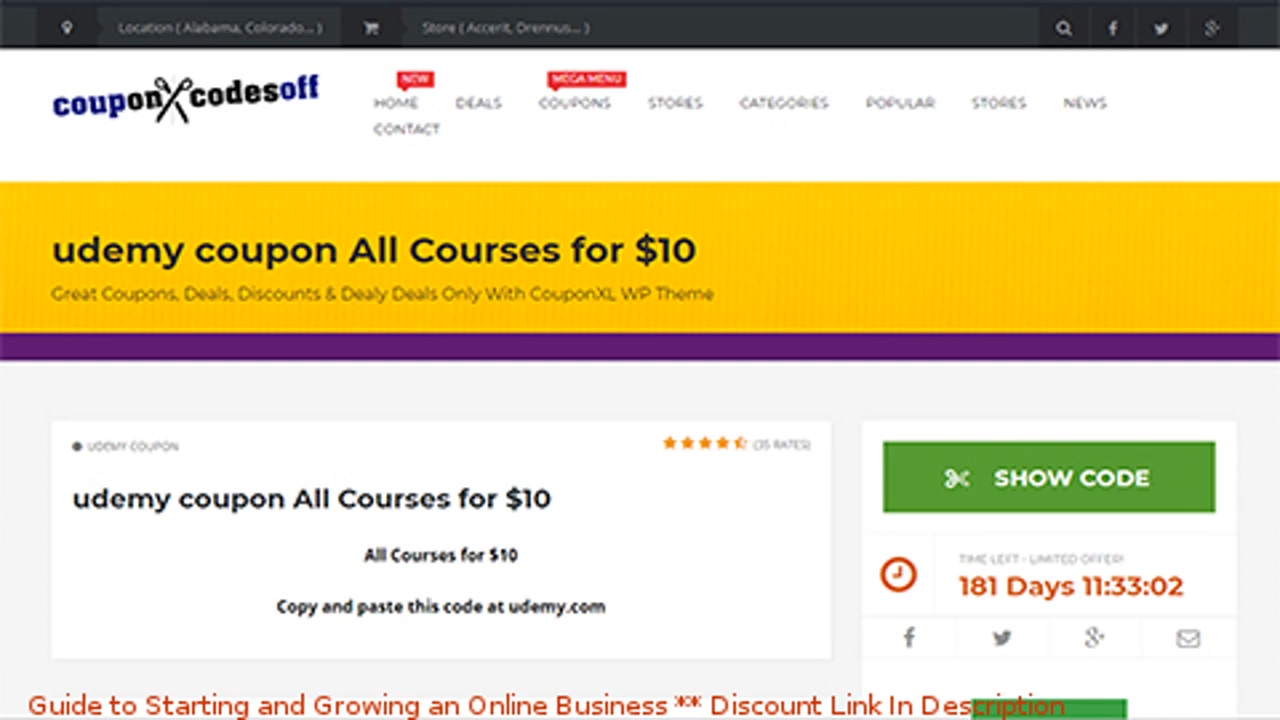 Location ( Alabama, Colorado... )
Store ( Accent, Drennus... )
couponcodesoff
NEW
MEGA MENU
HOME DEALS COUPONS STORES CATEGORIES POPULAR STORES NEWS
CONTACT
udemy coupon All Courses for $10
Great Coupons, Deals, Discounts & Dealy Deals Only With CouponXL WP Theme
UDEMY COUPON
(35 RATES)
udemy coupon All Courses for $10
All Courses for $10
Copy and paste this code at udemy.com
SHOW CODE
TIME LEFT - LIMITED OFFER!
181 Days 11:33:02
Guide to Starting and Growing an Online Business ** Discount Link In Description